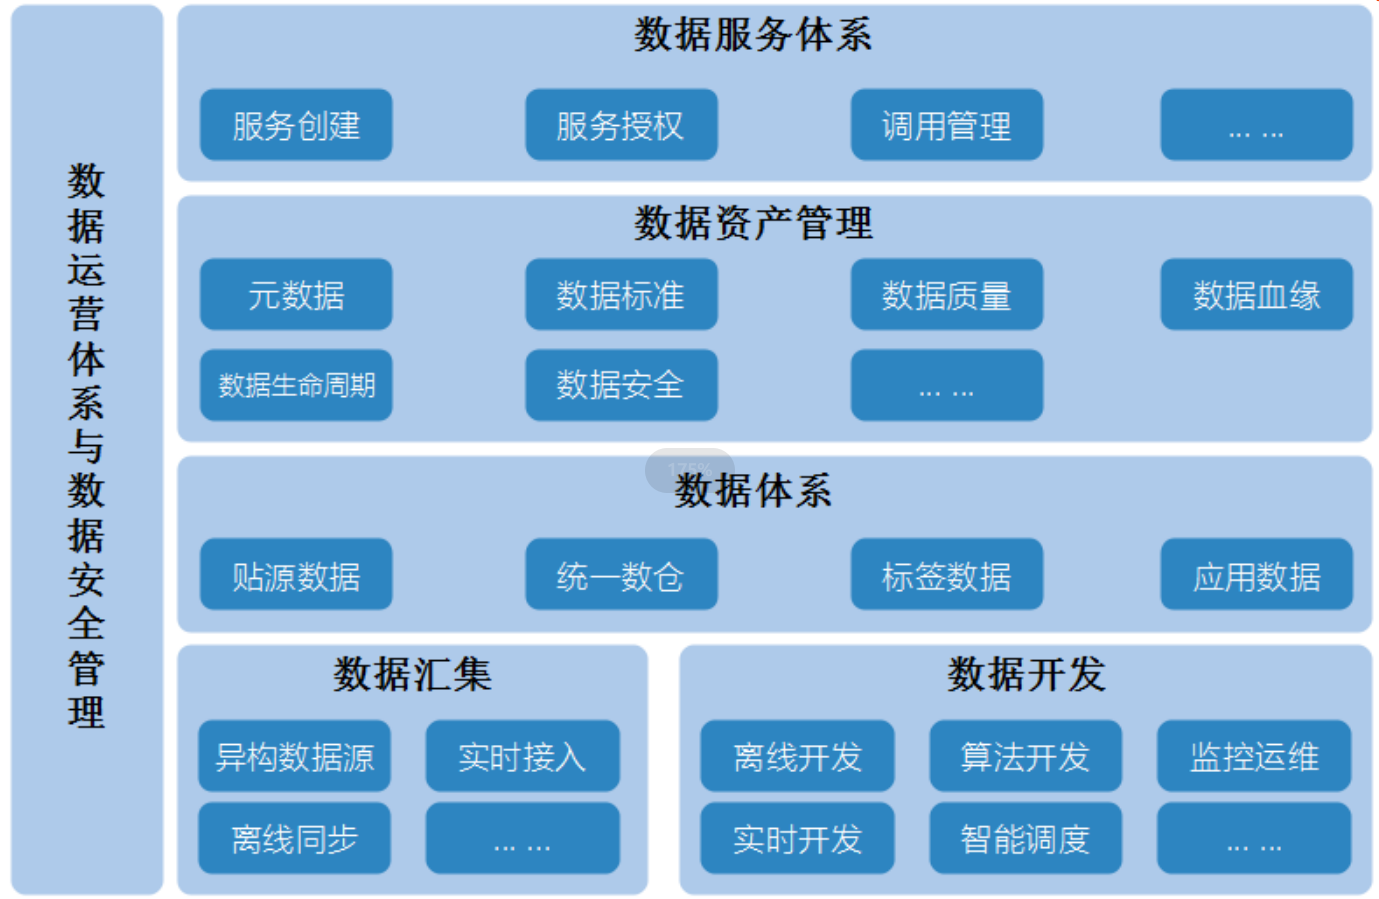 数据运营体系与数据安全管理
数据服务体系
服务创建
服务授权
调用管理
... ...
数据资产管理
元数据
数据标准
数据质量
数据血缘
数据生命周期
数据安全
... ...
175%
数据体系
贴源数据
统一数仓
标签数据
应用数据
数据汇集
异构数据源
实时接入
离线同步
... ...
数据开发
离线开发
算法开发
监控运维
实时开发
智能调度
... ...